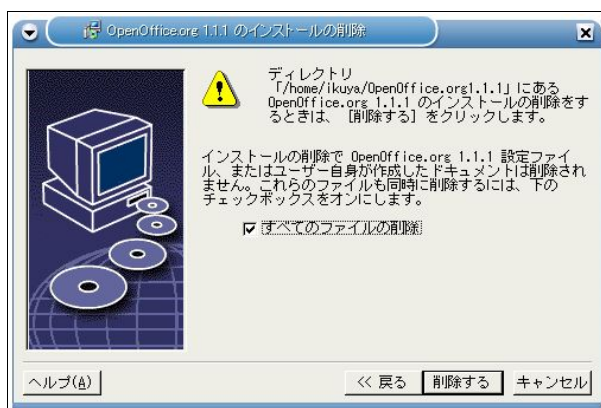 OpenOffice.org 1.1.1 のインストールの削除
ディレクトリ
「/home/ikuya/OpenOffice.org1.1.1」にある
OpenOffice.org 1.1.1 のインストールの削除をす
るときは、［削除する］をクリックします。
インストールの削除で OpenOffice.org 1.1.1 設定ファイ
ル、またはユーザー自身が作成したドキュメントは削除され
ません。これらのファイルも同時に削除するには、下の
チェックボックスをオンにします。
すべてのファイルの削除
ヘルプ(A) << 戻る 削除する キャンセル